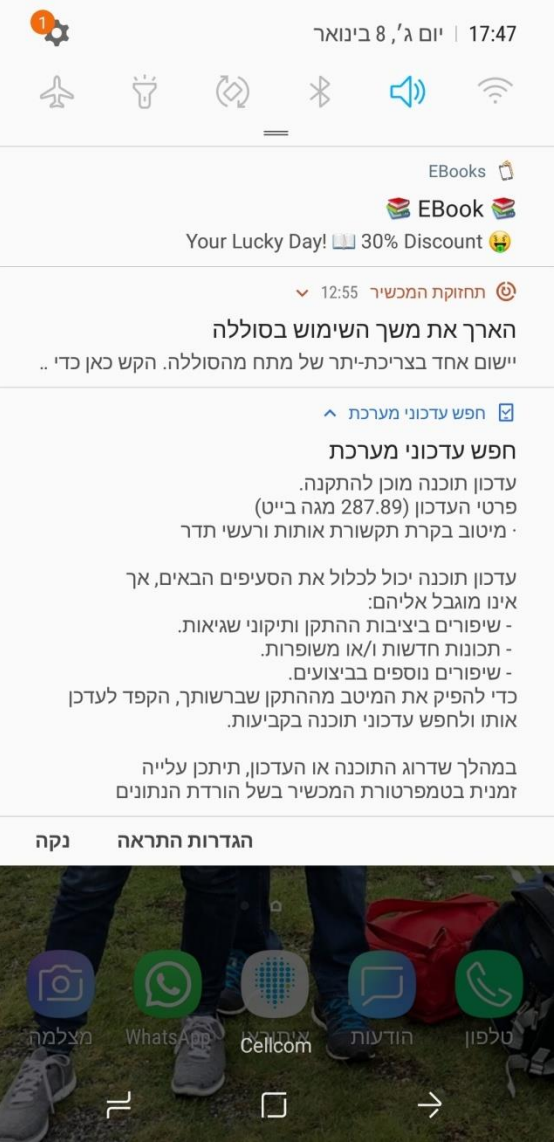 17:47 | יום ג׳, 8 בינואר
1
EBooks
📚 EBook 📚
Your Lucky Day! 📖 30% Discount 🤑
תחזוקת המכשיר 12:55
הארך את משך השימוש בסוללה
יישום אחד בצריכת-יתר של מתח מהסוללה. הקש כאן כדי ..
חפש עדכוני מערכת
חפש עדכוני מערכת
עדכון תוכנה מוכן להתקנה.
פרטי העדכון (287.89 מגה בייט)
· מיטוב בקרת תקשורת אותות ורעשי תדר
עדכון תוכנה יכול לכלול את הסעיפים הבאים, אך
אינו מוגבל אליהם:
- שיפורים ביציבות ההתקן ותיקוני שגיאות.
- תכונות חדשות ו/או משופרות.
- שיפורים נוספים בביצועים.
כדי להפיק את המיטב מההתקן שברשותך, הקפד לעדכן
אותו ולחפש עדכוני תוכנה בקביעות.
במהלך שדרוג התוכנה או העדכון, תיתכן עלייה
זמנית בטמפרטורת המכשיר בשל הורדת הנתונים
הגדרות התראה נקה
טלפון הודעות WhatsApp מצלמה
Cellcom